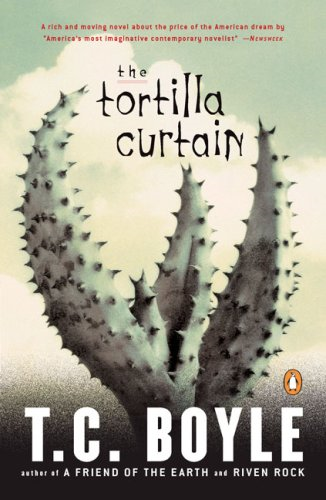 A rich and moving novel about the price of the American dream by
"America's most imaginative contemporary novelist" —Newsweek
the
tortilla
curtain
T.C. BOYLE
author of A FRIEND OF THE EARTH and RIVEN ROCK